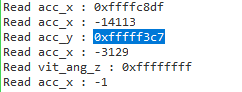 Read acc_x : 0xffffc8df
Read acc_x : -14113
Read acc_y : 0xfffff3c7
Read acc_x : -3129
Read vit_ang_z : 0xffffffff
Read acc_x : -1